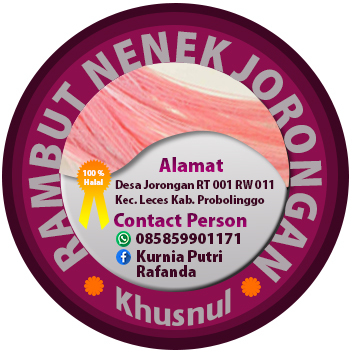 RAMBUT NENEK JORONGAN
100 %
Halal
Alamat
Desa Jorongan RT 001 RW 011
Kec. Leces Kab. Probolinggo
Contact Person
085859901171
Kurnia Putri
Rafanda
Khusnul